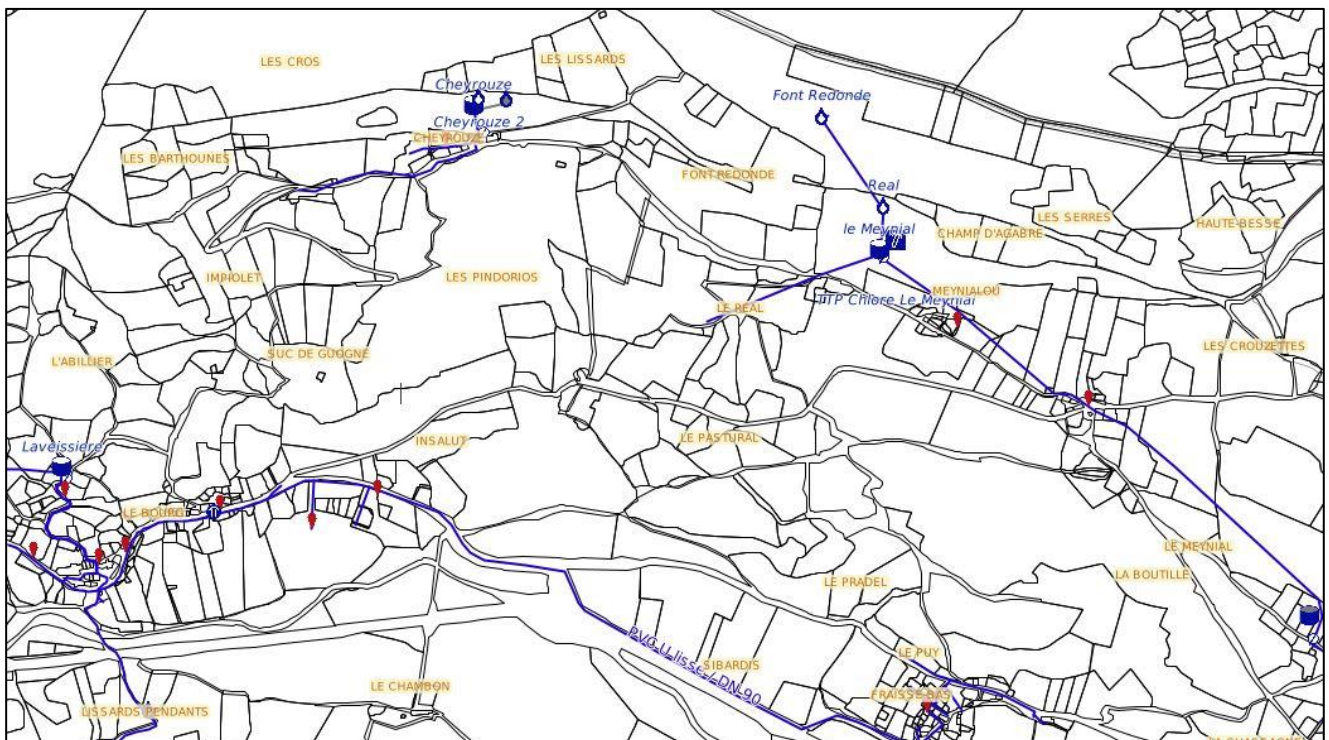 LES CROS
LES LISSARDS
Cheyrouze
Font Redonde
Cheyrouze 2
CHEYROUZE
LES BARTHOUNES
FONT-REDONDE
Real
LES SERRES
HAUTE-BESSE
le Meynial
CHAMP D'AGABRE
IMPIOLET
LES PINDORIOS
MEYNIALOU
TTP Chlore Le Meynial
LE REAL
LES CROUZETTES
SUC DE GUOGNE
L'ABILLIER
INSALUT
LE PASTURAL
Laveissière
LE BOURG
LE MEYNIAL
LA BOUTILLE
LE PRADEL
PVC U lisse / DN 90
SIBARDIS
LE PUY
LE CHAMBON
FRAISSE-BAS
LISSARDS PENDANTS